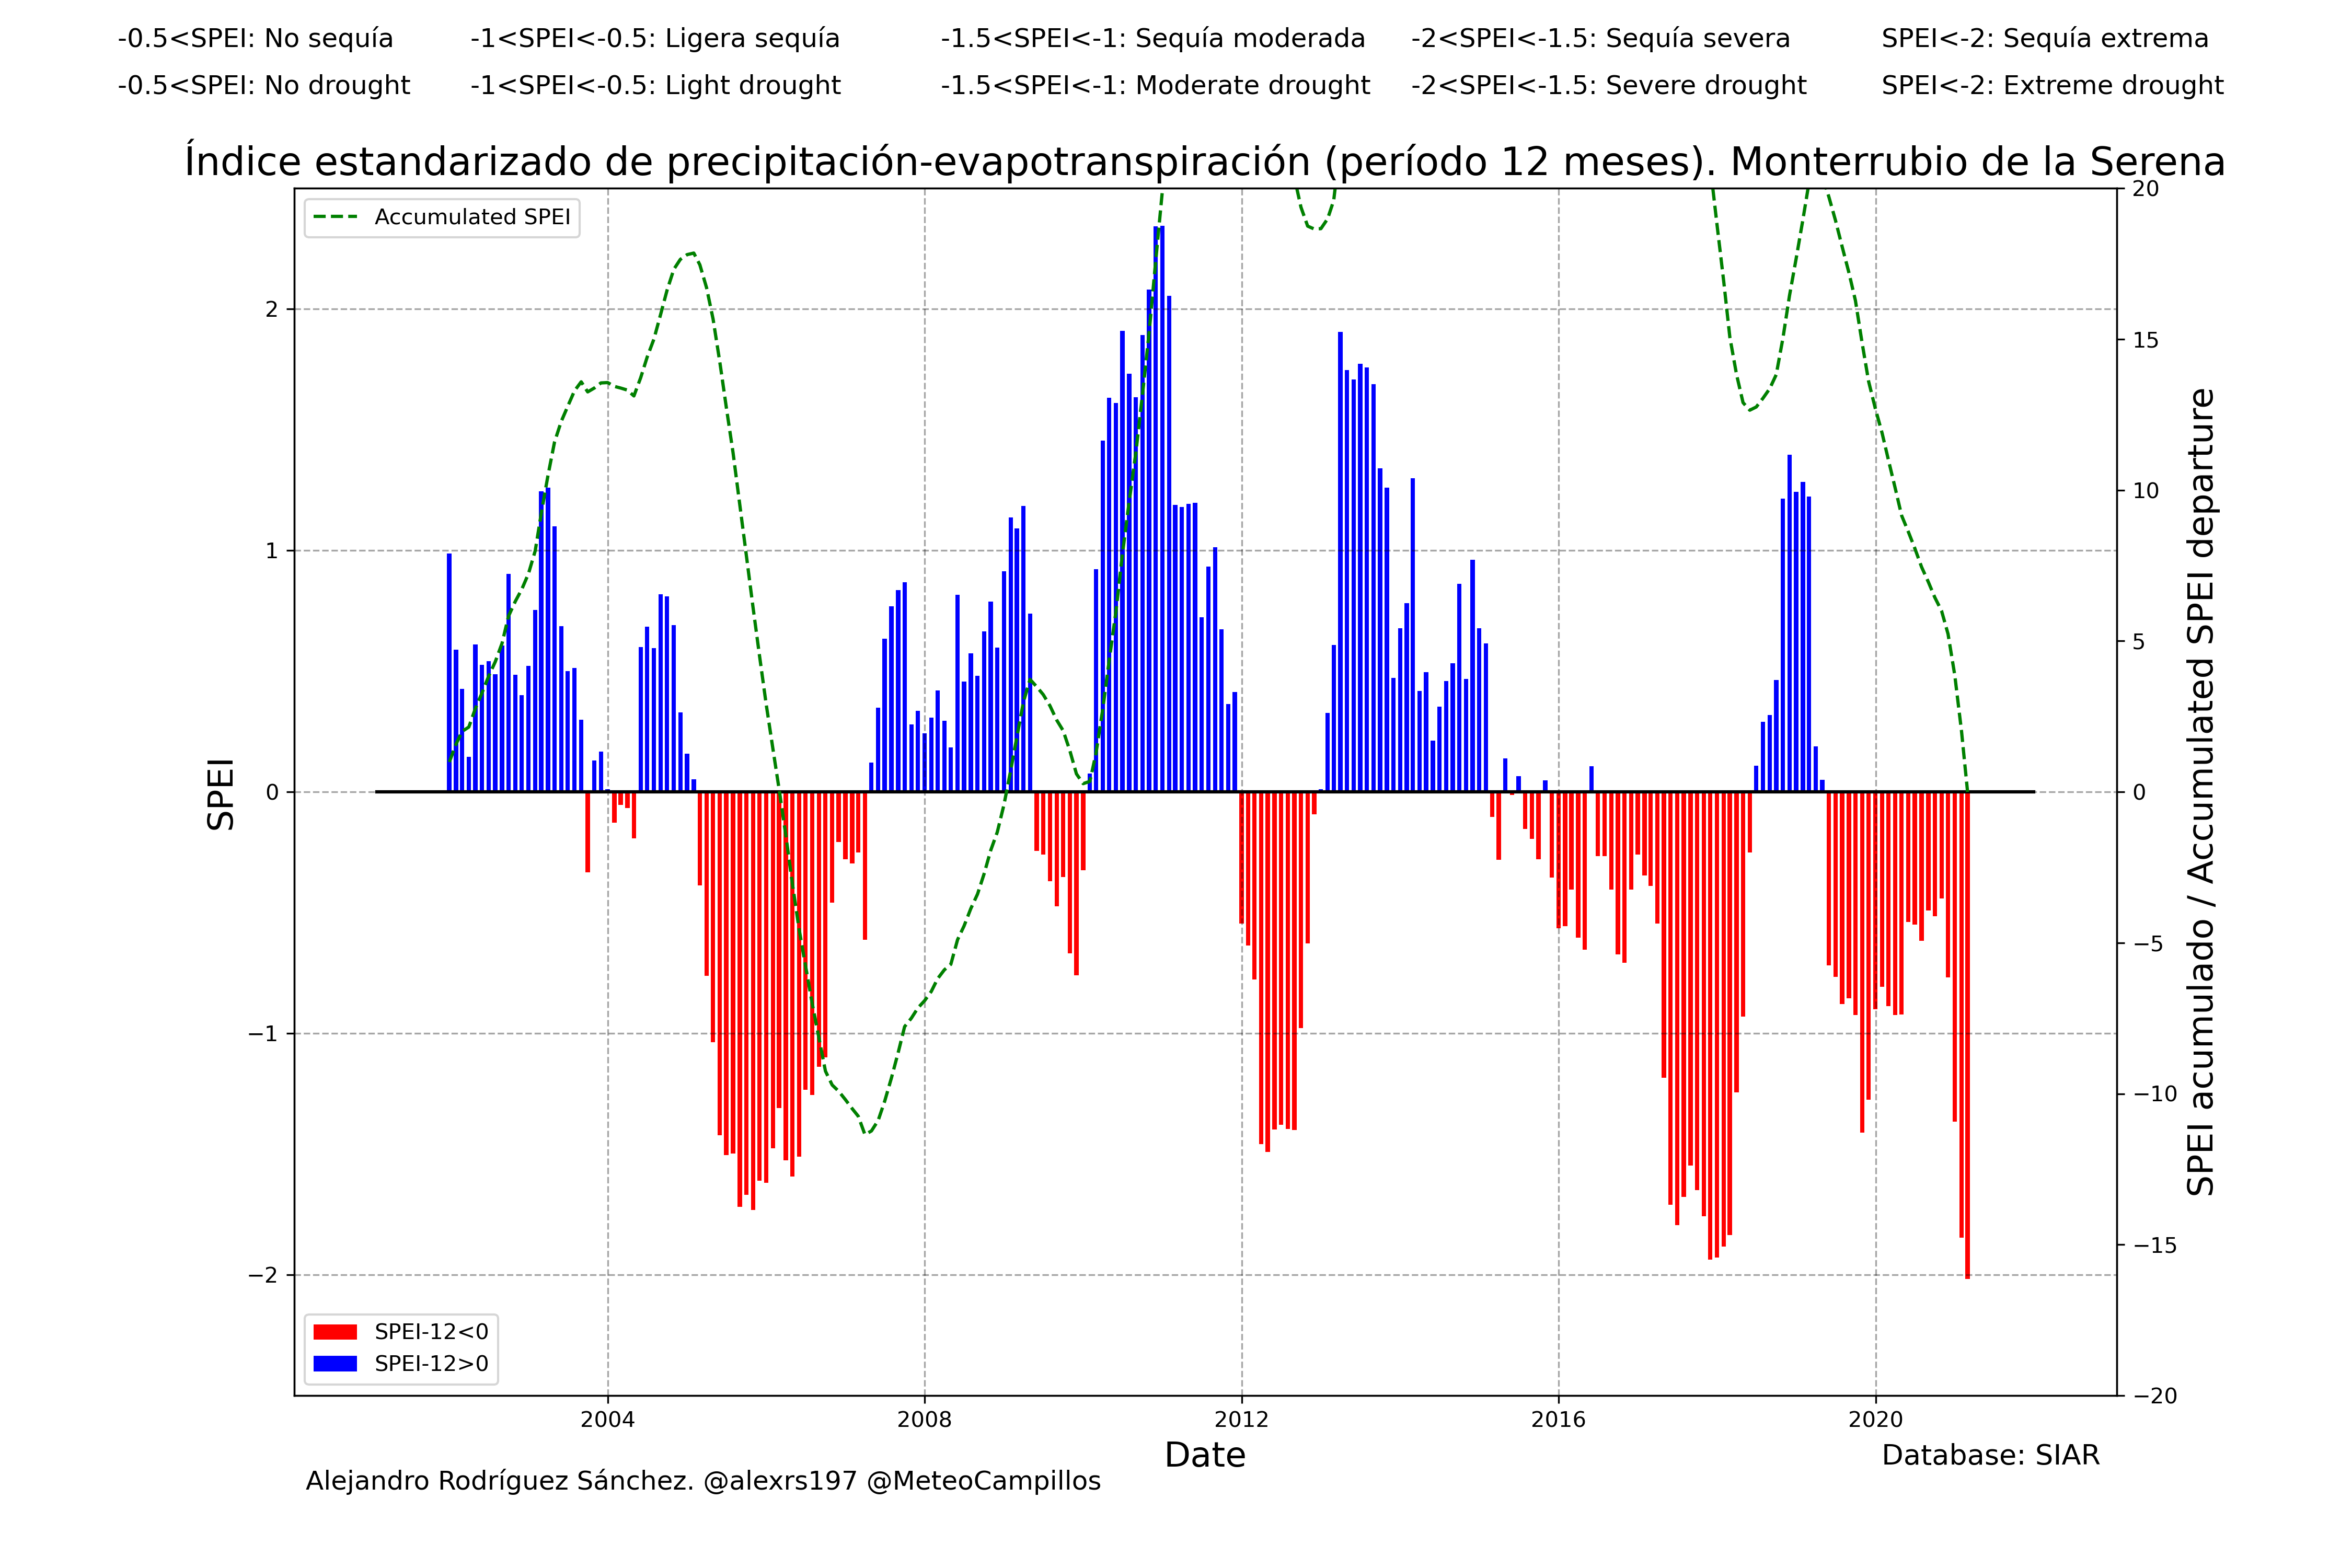 -0.5<SPEI: No sequía -1<SPEI<-0.5: Ligera sequía -1.5<SPEI<-1: Sequía moderada -2<SPEI<-1.5: Sequía severa SPEI<-2: Sequía extrema
-0.5<SPEI: No drought -1<SPEI<-0.5: Light drought -1.5<SPEI<-1: Moderate drought -2<SPEI<-1.5: Severe drought SPEI<-2: Extreme drought
Índice estandarizado de precipitación-evapotranspiración (período 12 meses). Monterrubio de la Serena
Accumulated SPEI
SPEI
2
1
0
−1
−2
20
15
10
5
0
−5
−10
−15
−20
SPEI acumulado / Accumulated SPEI departure
SPEI-12<0
SPEI-12>0
2004 2008 2012 2016 2020
Date
Database: SIAR
Alejandro Rodríguez Sánchez. @alexrs197 @MeteoCampillos